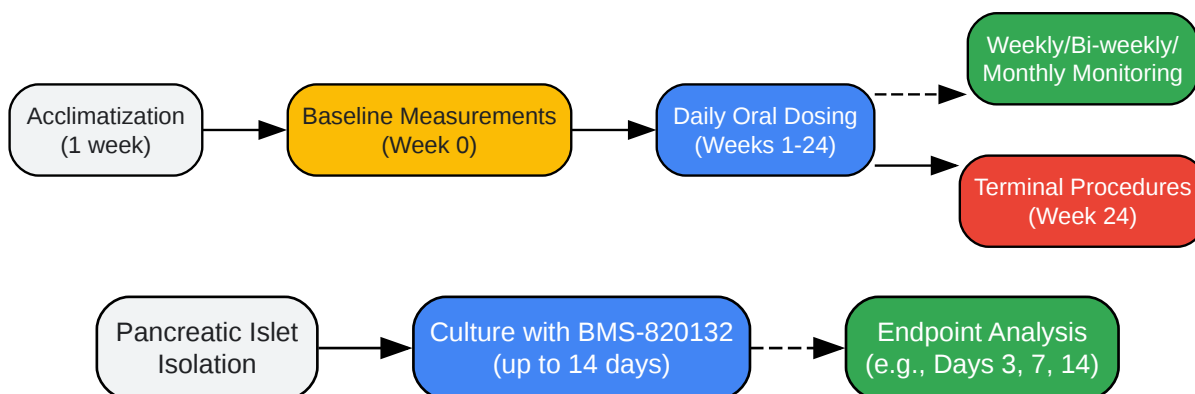 Acclimatization
(1 week)
Baseline Measurements
(Week 0)
Daily Oral Dosing
(Weeks 1-24)
Weekly/Bi-weekly/
Monthly Monitoring
Terminal Procedures
(Week 24)
Pancreatic Islet
Isolation
Culture with BMS-820132
(up to 14 days)
Endpoint Analysis
(e.g., Days 3, 7, 14)